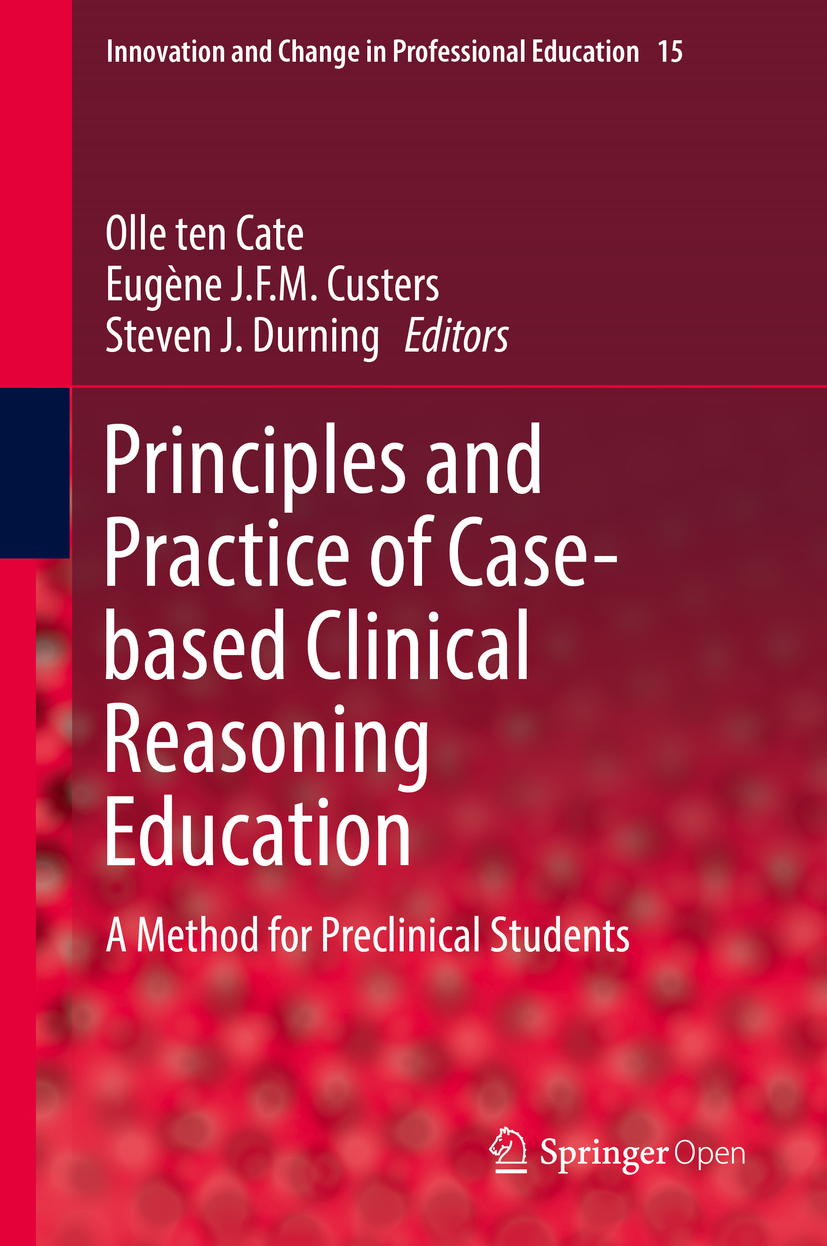 Innovation and Change in Professional Education 15
Olle ten Cate
Eugène J.F.M. Custers
Steven J. Durning Editors
Principles and
Practice of Case-
based Clinical
Reasoning
Education
A Method for Preclinical Students
Springer Open